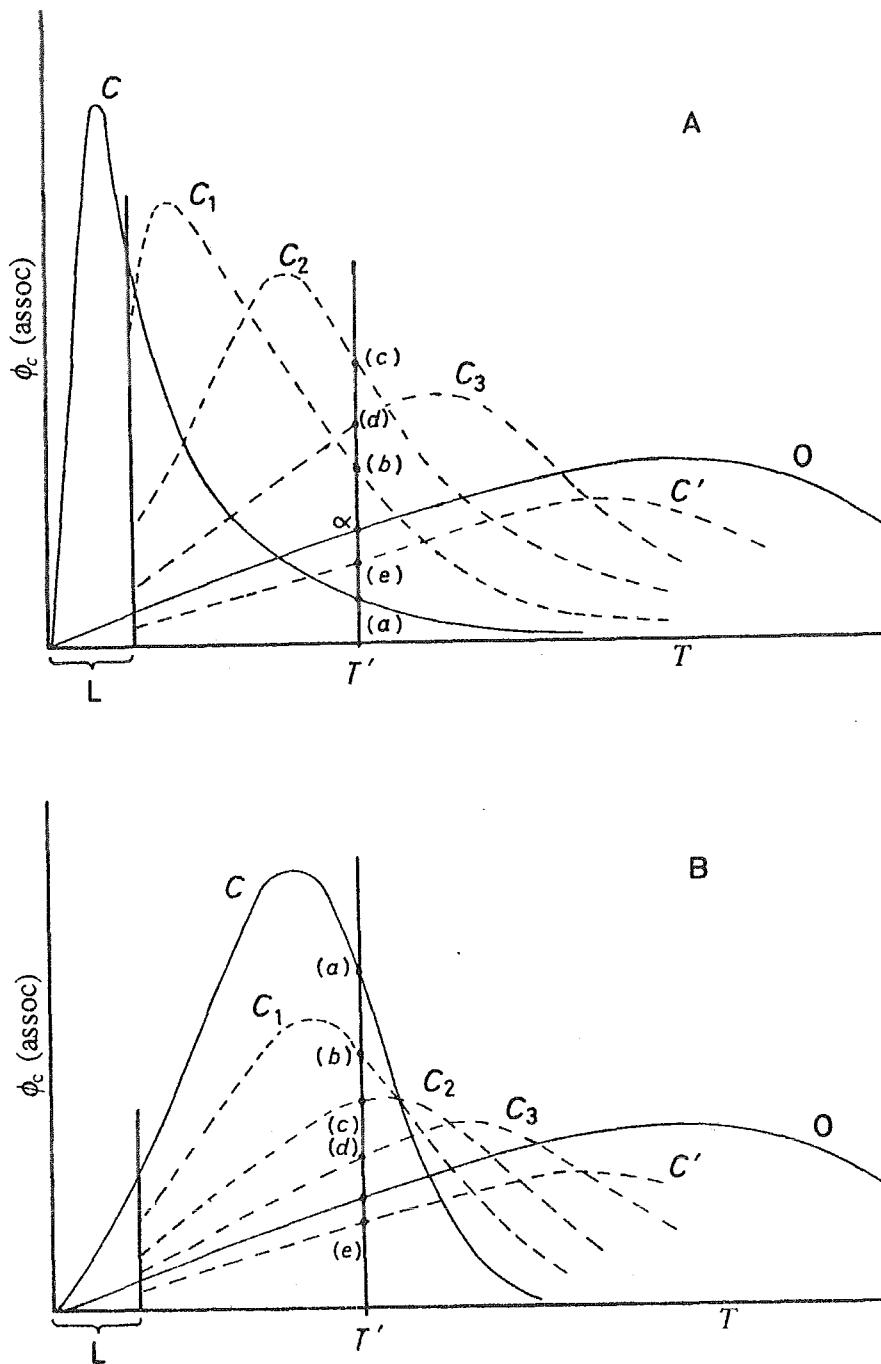 A
C
C₁
C₂
C₃
O
C'
(c)
(d)
(b)
α
(e)
(a)
ϕc (assoc)
L
T'
T
B
C
(a)
C₁
(b)
C₂
C₃
O
(c)
(d)
C'
(e)
ϕc (assoc)
L
T'
T